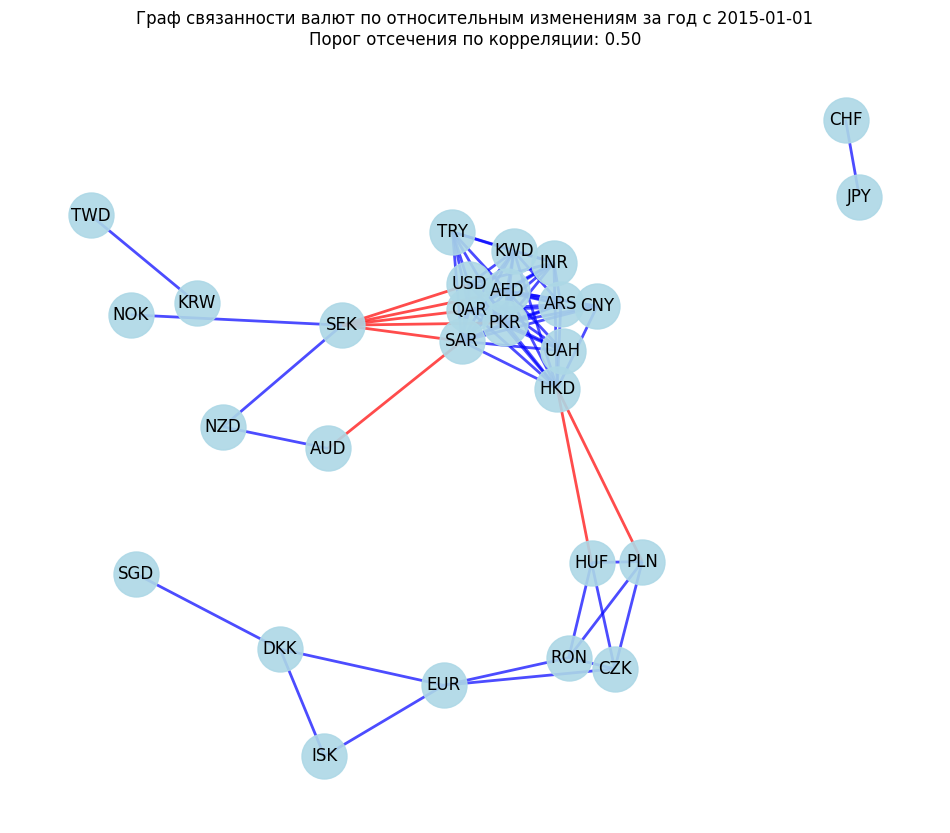 Граф связанности валют по относительным изменениям за год с 2015-01-01
Порог отсечения по корреляции: 0.50
CHF
JPY
TWD
TRY
KWD
INR
USD
AED
KRW
ARS
CNY
NOK
QAR
PKR
SEK
SAR
UAH
HKD
NZD
AUD
HUF
PLN
SGD
DKK
RON
CZK
EUR
ISK